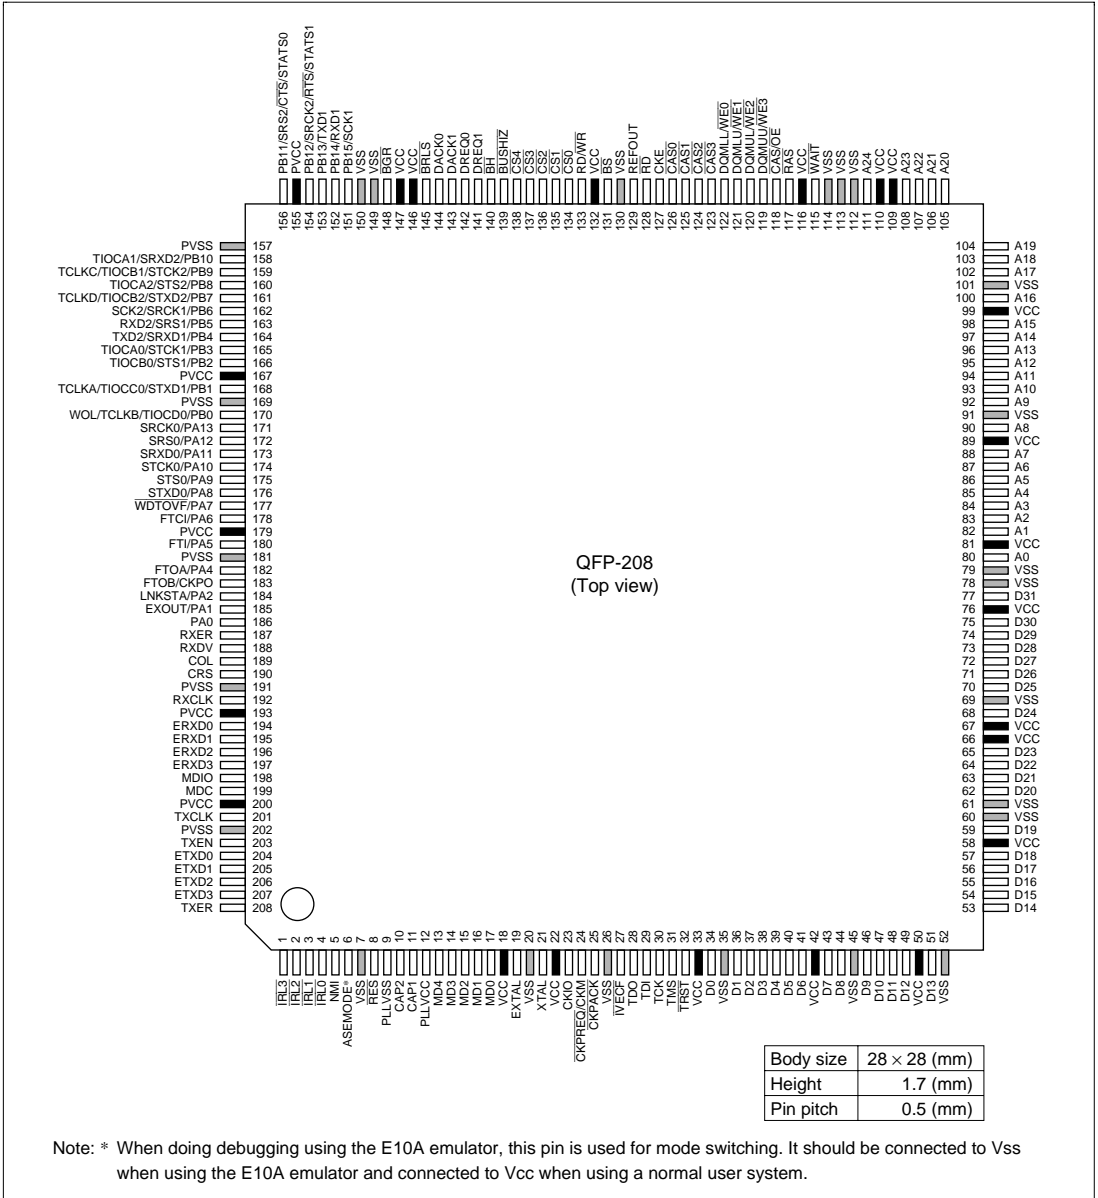 PB11/SRS2/CTS/STATS0
PVCC
PB12/SRCK2/RTS/STATS1
PB13/TXD1
PB14/RXD1
PB15/SCK1
VSS
VSS
BGR
VCC
VCC
BRLS
DACK0
DACK1
DREQ0
DREQ1
BH
BUSHIZ
CS4
CS3
CS2
CS1
CS0
RD/WR
VCC
BS
VSS
REFOUT
RD
CKE
CAS0
CAS1
CAS2
CAS3
DQMLL/WE0
DQMLU/WE1
DQMUL/WE2
DQMUU/WE3
CAS/OE
RAS
VCC
WAIT
VSS
VSS
VSS
A24
VCC
VCC
A23
A22
A21
A20
156
155
154
153
152
151
150
149
148
147
146
145
144
143
142
141
140
139
138
137
136
135
134
133
132
131
130
129
128
127
126
125
124
123
122
121
120
119
118
117
116
115
114
113
112
111
110
109
108
107
106
105
PVSS 157
TIOCA1/SRXD2/PB10 158
TCLKC/TIOCB1/STCK2/PB9 159
TIOCA2/STS2/PB8 160
TCLKD/TIOCB2/STXD2/PB7 161
SCK2/SRCK1/PB6 162
RXD2/SRS1/PB5 163
TXD2/SRXD1/PB4 164
TIOCA0/STCK1/PB3 165
TIOCB0/STS1/PB2 166
PVCC 167
TCLKA/TIOCC0/STXD1/PB1 168
PVSS 169
WOL/TCLKB/TIOCD0/PB0 170
SRCK0/PA13 171
SRS0/PA12 172
SRXD0/PA11 173
STCK0/PA10 174
STS0/PA9 175
STXD0/PA8 176
WDTOVF/PA7 177
FTCI/PA6 178
PVCC 179
FTI/PA5 180
PVSS 181
FTOA/PA4 182
FTOB/CKPO 183
LNKSTA/PA2 184
EXOUT/PA1 185
PA0 186
RXER 187
RXDV 188
COL 189
CRS 190
PVSS 191
RXCLK 192
PVCC 193
ERXD0 194
ERXD1 195
ERXD2 196
ERXD3 197
MDIO 198
MDC 199
PVCC 200
TXCLK 201
PVSS 202
TXEN 203
ETXD0 204
ETXD1 205
ETXD2 206
ETXD3 207
TXER 208
QFP-208
(Top view)
104 A19
103 A18
102 A17
101 VSS
100 A16
99 VCC
98 A15
97 A14
96 A13
95 A12
94 A11
93 A10
92 A9
91 VSS
90 A8
89 VCC
88 A7
87 A6
86 A5
85 A4
84 A3
83 A2
82 A1
81 VCC
80 A0
79 VSS
78 VSS
77 D31
76 VCC
75 D30
74 D29
73 D28
72 D27
71 D26
70 D25
69 VSS
68 D24
67 VCC
66 VCC
65 D23
64 D22
63 D21
62 D20
61 VSS
60 VSS
59 D19
58 VCC
57 D18
56 D17
55 D16
54 D15
53 D14
1
2
3
4
5
6
7
8
9
10
11
12
13
14
15
16
17
18
19
20
21
22
23
24
25
26
27
28
29
30
31
32
33
34
35
36
37
38
39
40
41
42
43
44
45
46
47
48
49
50
51
52
IRL3
IRL2
IRL1
IRL0
NMI
ASEMODE*
VSS
RES
PLLVSS
CAP2
CAP1
PLLVCC
MD4
MD3
MD2
MD1
MD0
VCC
EXTAL
VSS
XTAL
VCC
CKIO
CKPREQ/CKM
CKPACK
VSS
IVECF
TDO
TDI
TCK
TMS
TRST
VCC
D0
VSS
D1
D2
D3
D4
D5
D6
VCC
D7
D8
VSS
D9
D10
D11
D12
VCC
D13
VSS
Body size 28 × 28 (mm)
Height 1.7 (mm)
Pin pitch 0.5 (mm)
Note: * When doing debugging using the E10A emulator, this pin is used for mode switching. It should be connected to Vss
when using the E10A emulator and connected to Vcc when using a normal user system.